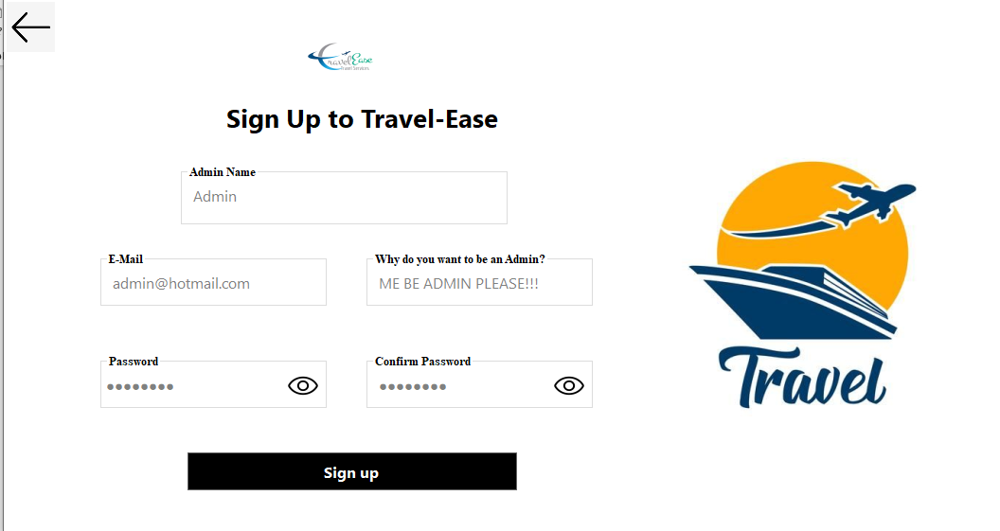 TravelEase
Travel Services
Sign Up to Travel-Ease
Admin Name
Admin
E-Mail
admin@hotmail.com
Why do you want to be an Admin?
ME BE ADMIN PLEASE!!!
Password
••••••••
Confirm Password
••••••••
Sign up
Travel